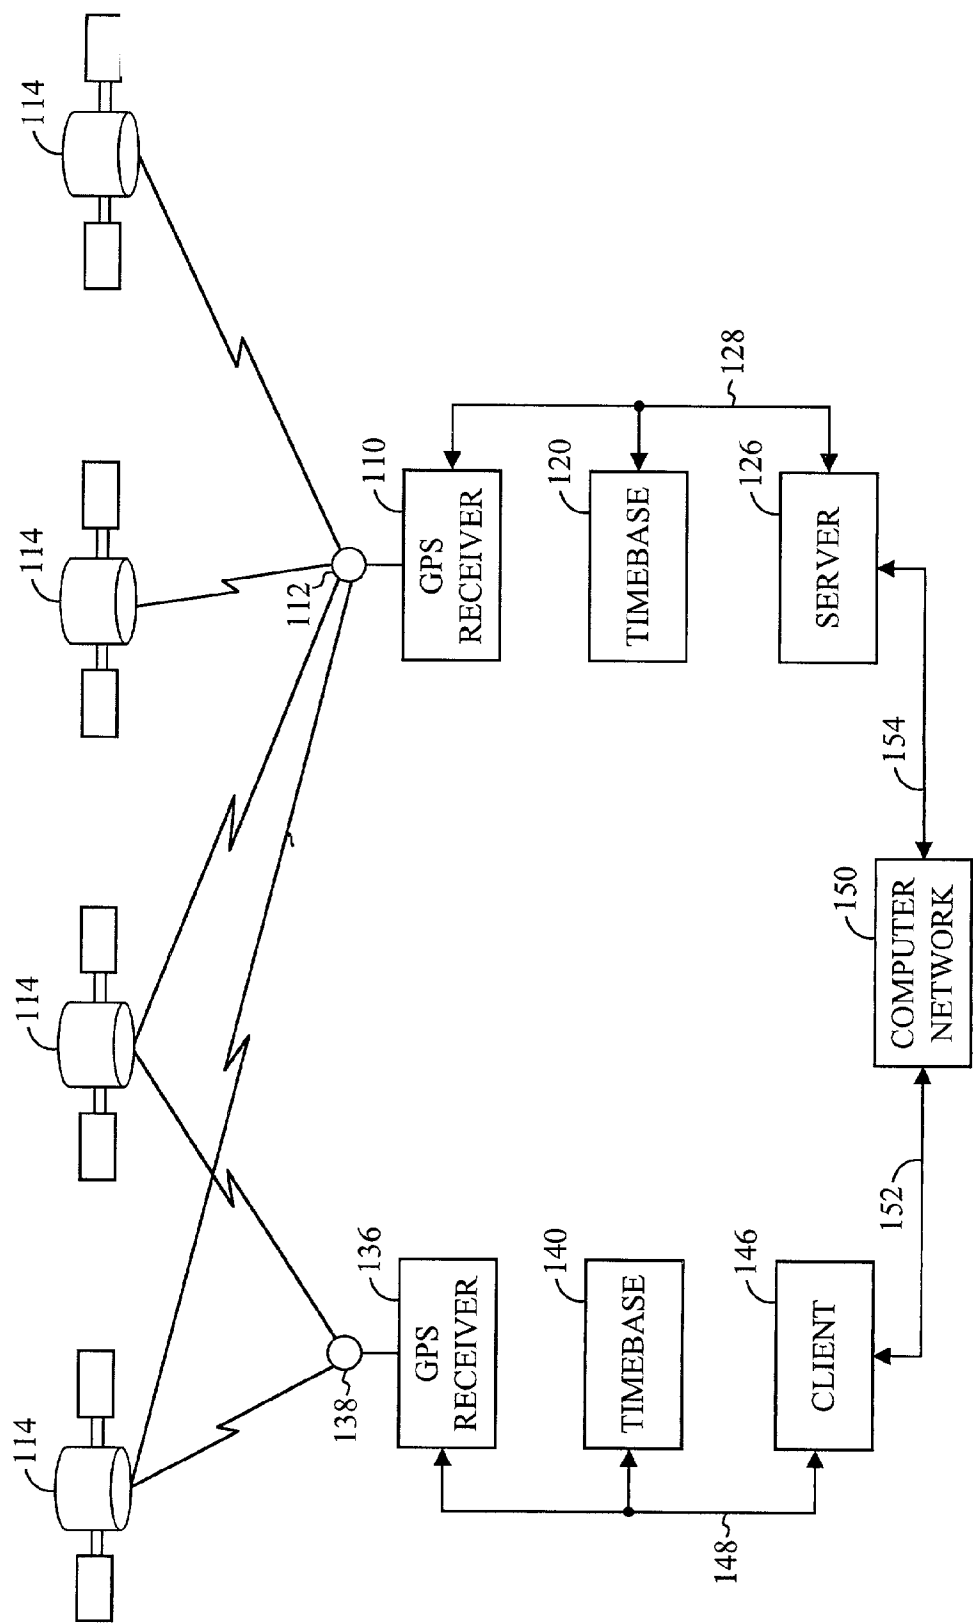 114
114
114
114
138
112
136
110
GPS
RECEIVER
GPS
RECEIVER
140
120
TIMEBASE
TIMEBASE
148
128
146
126
CLIENT
SERVER
152
154
150
COMPUTER
NETWORK